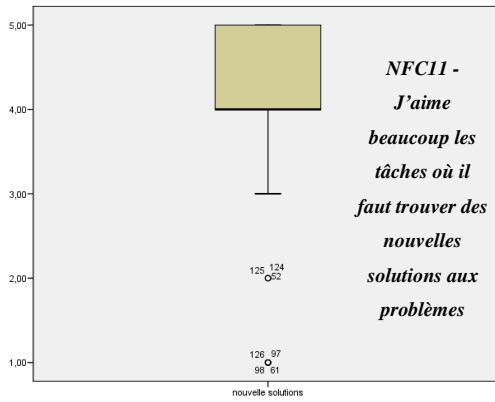 5,00
4,00
3,00
2,00
1,00
125 124
52
126 97
98 61
nouvelle solutions
NFC11 -
J’aime
beaucoup les
tâches où il
faut trouver des
nouvelles
solutions aux
problèmes